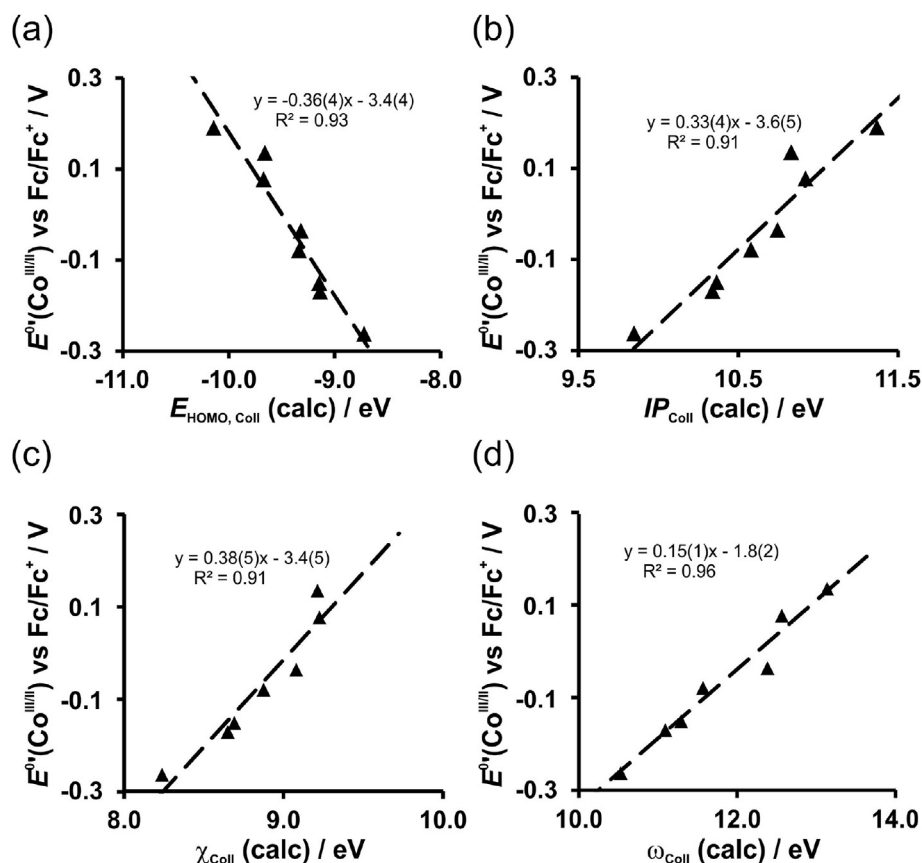 (a)
0.3
0.1
-0.1
-0.3
E⁰'(Coᴵᴵᴵ/ᴵᴵ) vs Fc/Fc⁺ / V
y = -0.36(4)x - 3.4(4)
R² = 0.93
-11.0 -10.0 -9.0 -8.0
E_HOMO, CoII (calc) / eV
(b)
0.3
0.1
-0.1
-0.3
E⁰'(Coᴵᴵᴵ/ᴵᴵ) vs Fc/Fc⁺ / V
y = 0.33(4)x - 3.6(5)
R² = 0.91
9.5 10.5 11.5
IP_CoII (calc) / eV
(c)
0.3
0.1
-0.1
-0.3
E⁰'(Coᴵᴵᴵ/ᴵᴵ) vs Fc/Fc⁺ / V
y = 0.38(5)x - 3.4(5)
R² = 0.91
8.0 9.0 10.0
χ_CoII (calc) / eV
(d)
0.3
0.1
-0.1
-0.3
E⁰'(Coᴵᴵᴵ/ᴵᴵ) vs Fc/Fc⁺ / V
y = 0.15(1)x - 1.8(2)
R² = 0.96
10.0 12.0 14.0
ω_CoII (calc) / eV